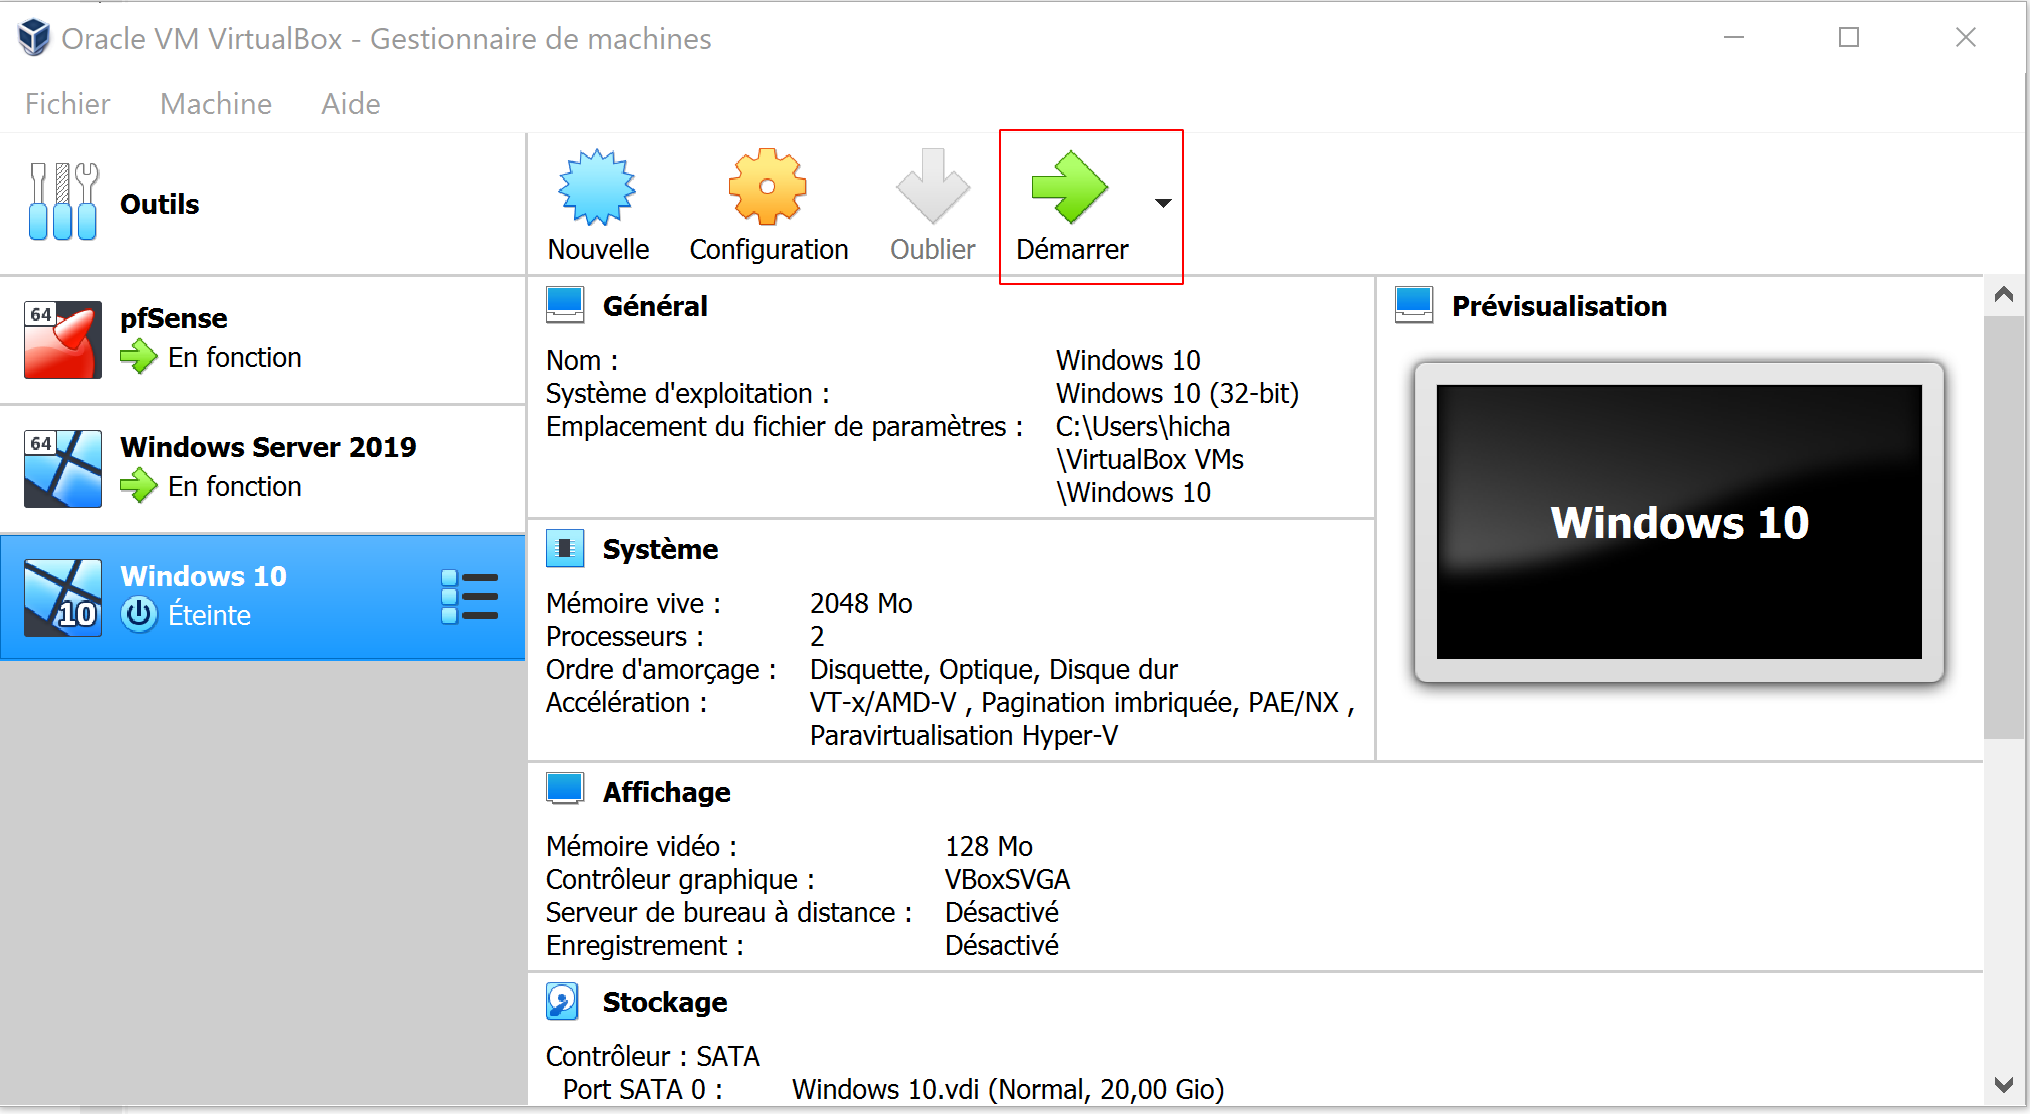 Oracle VM VirtualBox - Gestionnaire de machines
Fichier Machine Aide
Outils
Nouvelle Configuration Oublier Démarrer
64
pfSense
En fonction
64
Windows Server 2019
En fonction
10
Windows 10
Éteinte
Général
Nom : Windows 10
Système d'exploitation : Windows 10 (32-bit)
Emplacement du fichier de paramètres : C:\Users\hicha
\VirtualBox VMs
\Windows 10
Prévisualisation
Windows 10
Système
Mémoire vive : 2048 Mo
Processeurs : 2
Ordre d'amorçage : Disquette, Optique, Disque dur
Accélération : VT-x/AMD-V , Pagination imbriquée, PAE/NX ,
Paravirtualisation Hyper-V
Affichage
Mémoire vidéo : 128 Mo
Contrôleur graphique : VBoxSVGA
Serveur de bureau à distance : Désactivé
Enregistrement : Désactivé
Stockage
Contrôleur : SATA
Port SATA 0 : Windows 10.vdi (Normal, 20,00 Gio)